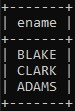 +-------+
| ename |
+-------+
| BLAKE |
| CLARK |
| ADAMS |
+-------+